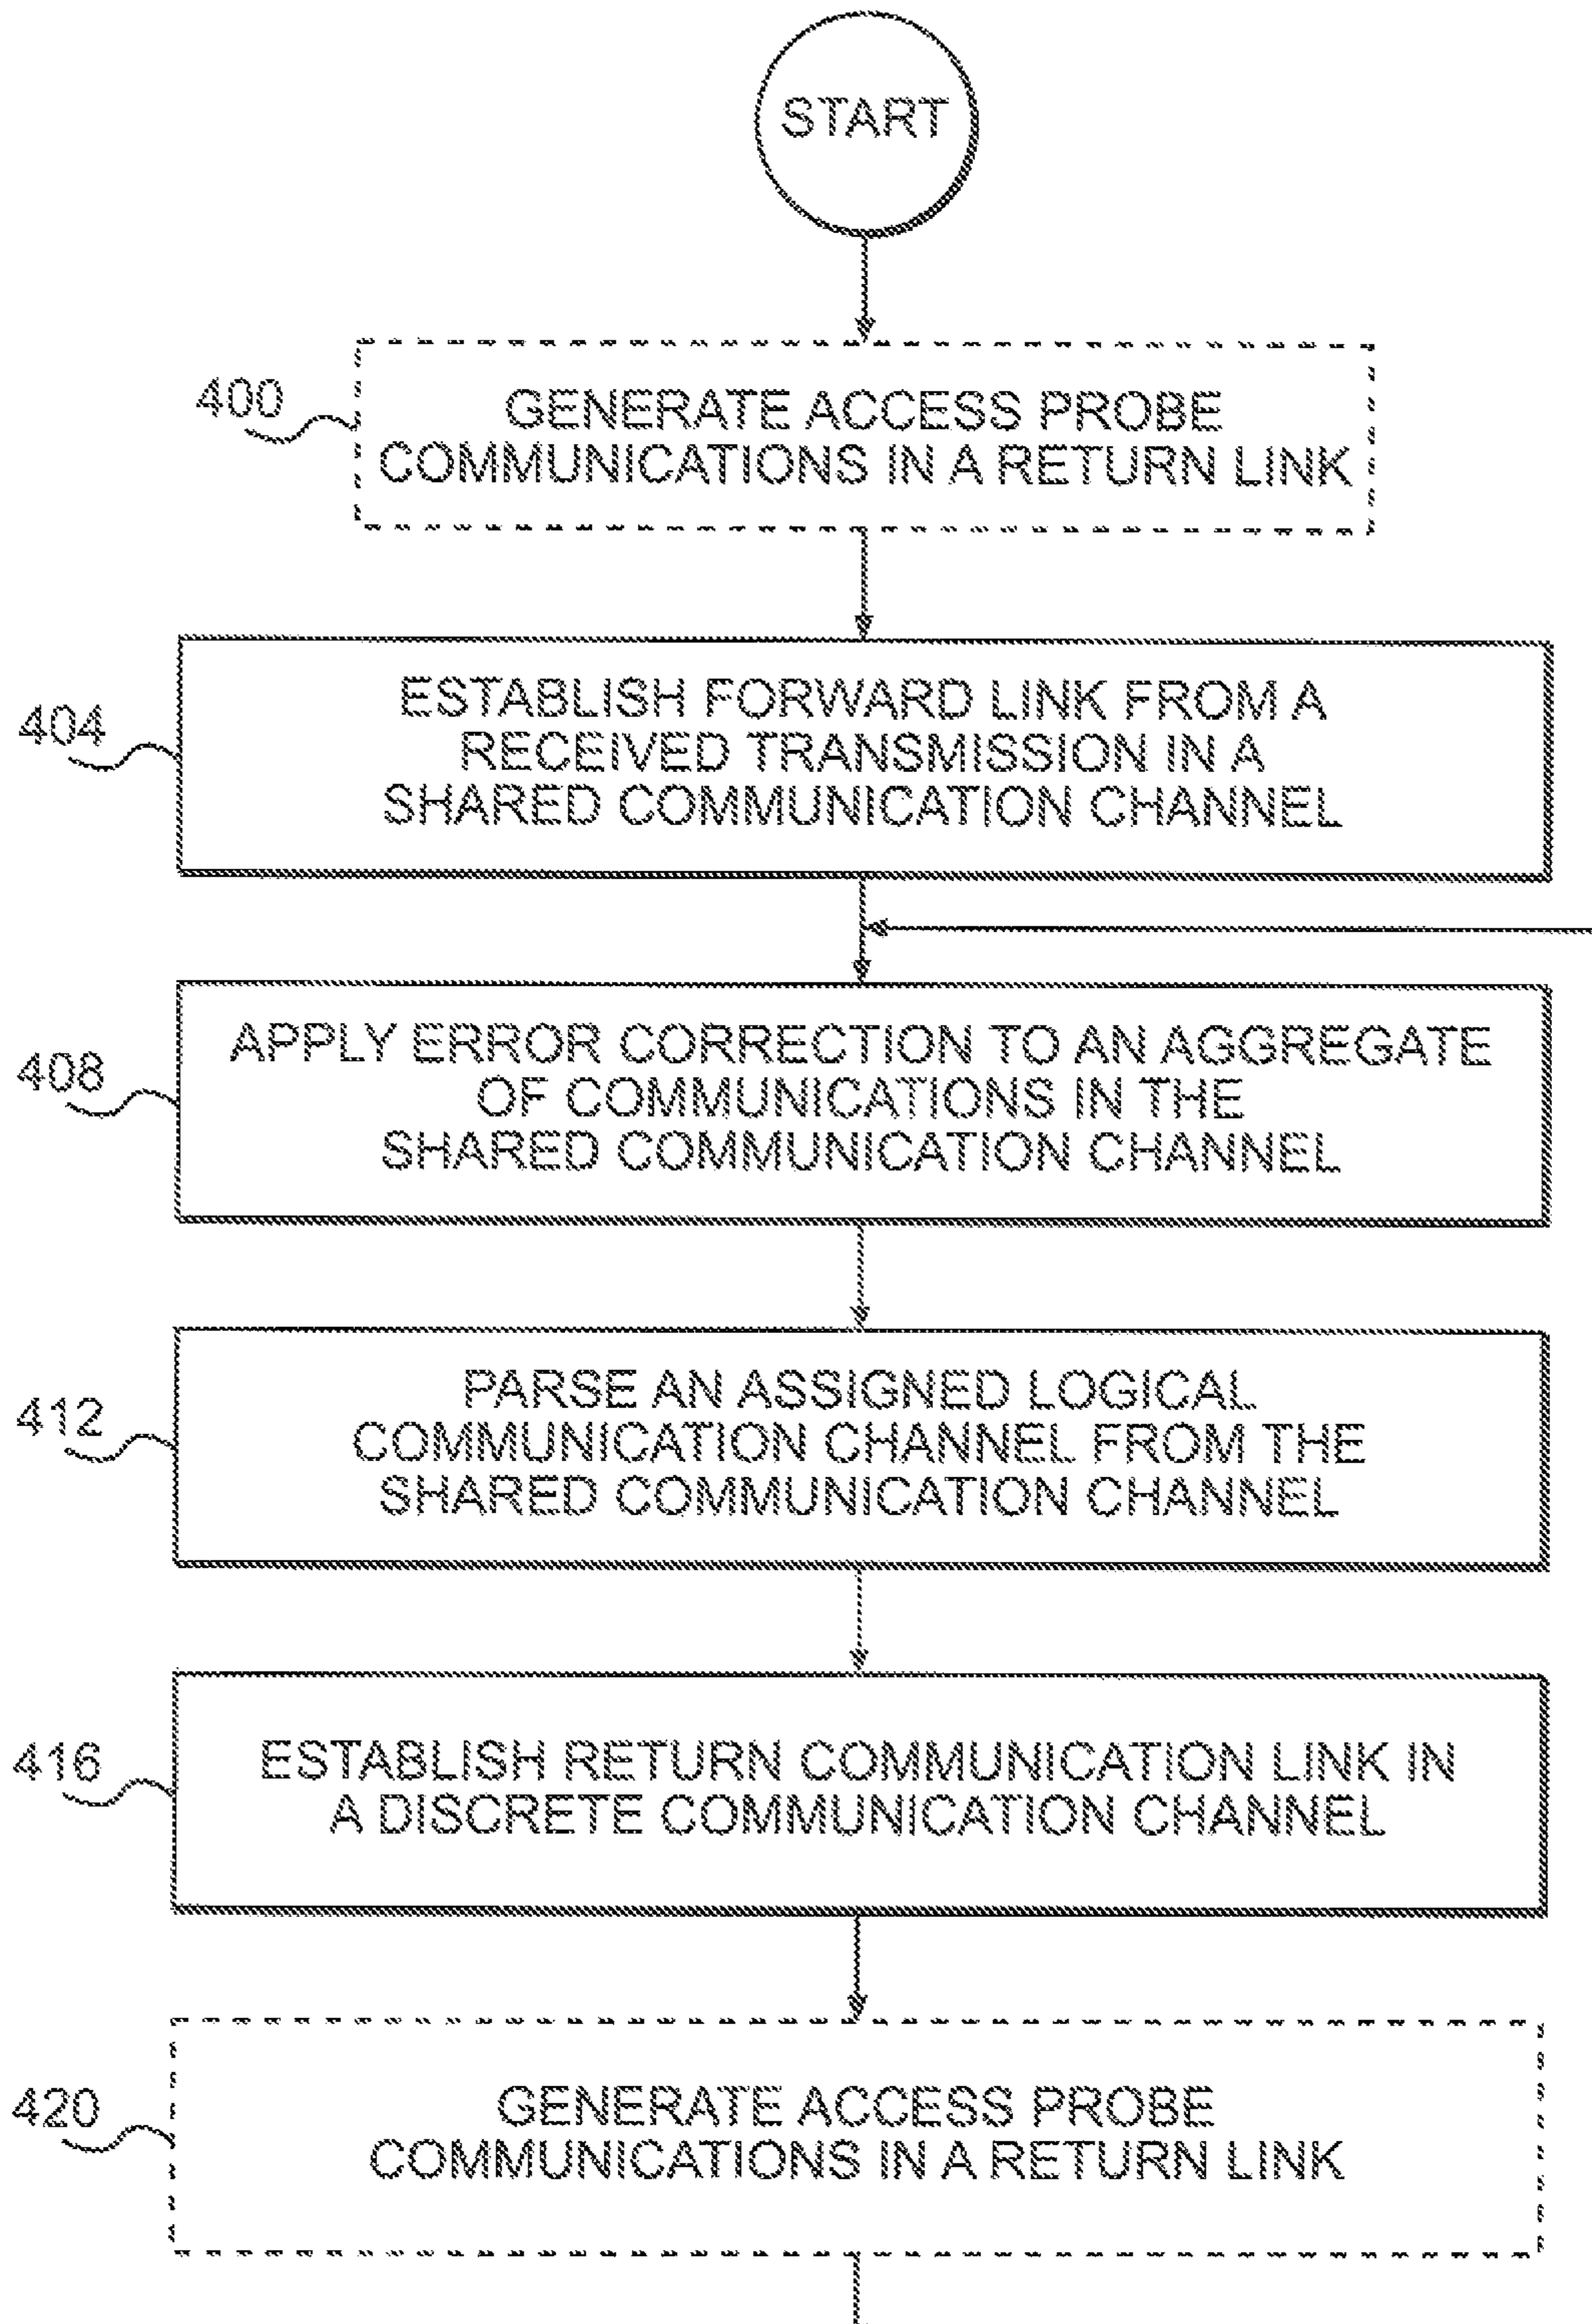 START
400
GENERATE ACCESS PROBE
COMMUNICATIONS IN A RETURN LINK
404
ESTABLISH FORWARD LINK FROM A
RECEIVED TRANSMISSION IN A
SHARED COMMUNICATION CHANNEL
408
APPLY ERROR CORRECTION TO AN AGGREGATE
OF COMMUNICATIONS IN THE
SHARED COMMUNICATION CHANNEL
412
PARSE AN ASSIGNED LOGICAL
COMMUNICATION CHANNEL FROM THE
SHARED COMMUNICATION CHANNEL
416
ESTABLISH RETURN COMMUNICATION LINK IN
A DISCRETE COMMUNICATION CHANNEL
420
GENERATE ACCESS PROBE
COMMUNICATIONS IN A RETURN LINK